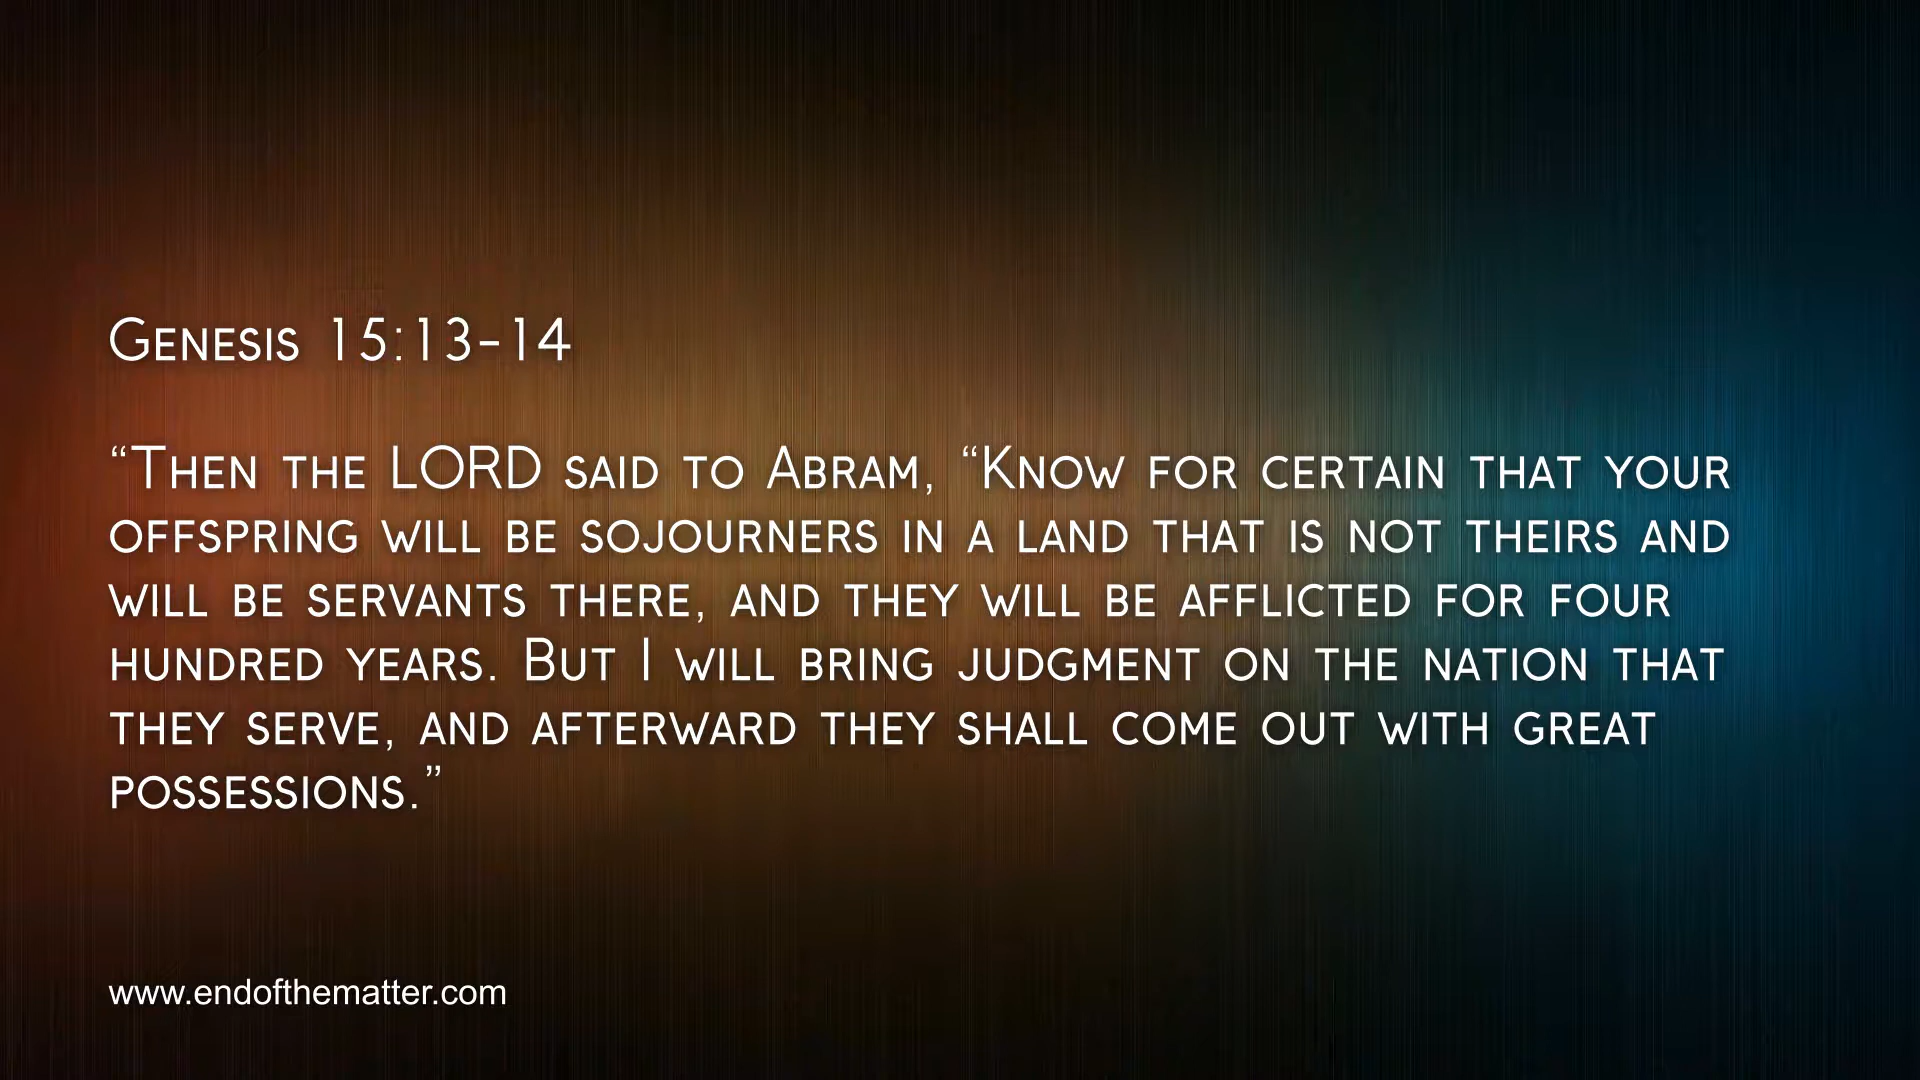 Genesis 15:13-14
“Then the LORD said to Abram, “Know for certain that your
offspring will be sojourners in a land that is not theirs and
will be servants there, and they will be afflicted for four
hundred years. But I will bring judgment on the nation that
they serve, and afterward they shall come out with great
possessions.”
www.endofthematter.com